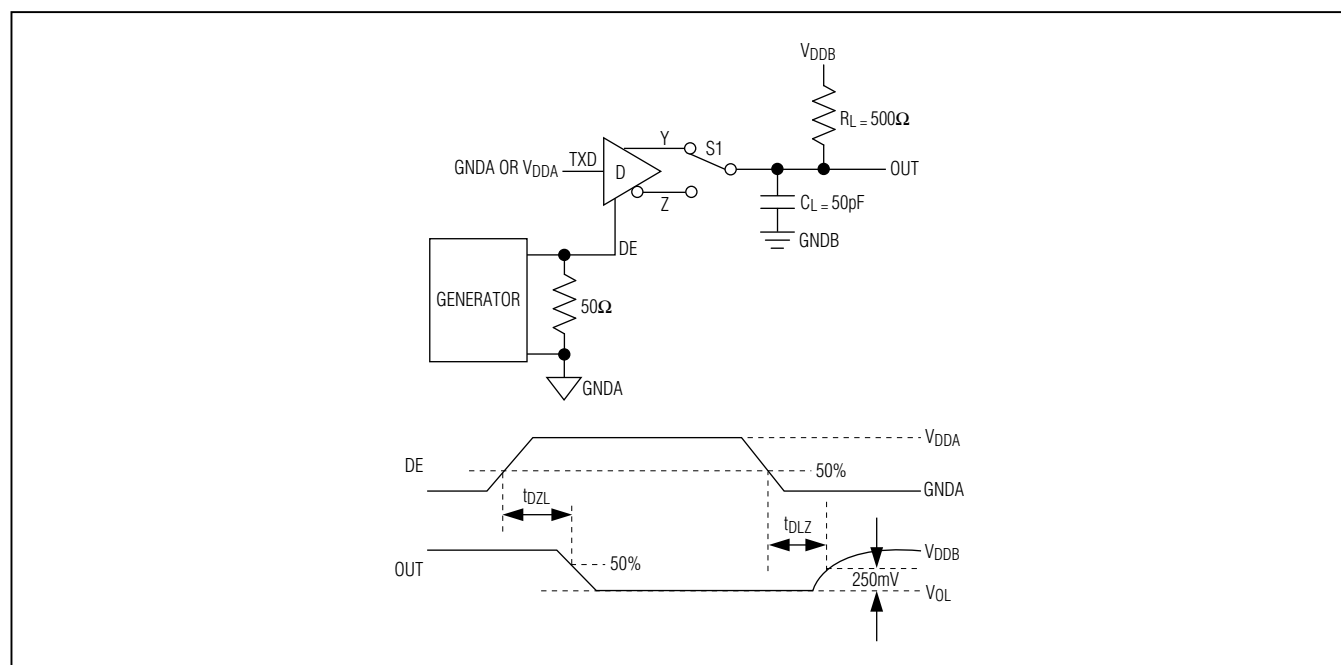 VDDB
RL = 500Ω
Y
S1
GNDA OR VDDA
TXD
D
OUT
Z
CL = 50pF
GNDB
DE
GENERATOR
50Ω
GNDA
VDDA
DE
50%
GNDA
tDZL
tDLZ
VDDB
OUT
50%
250mV
VOL